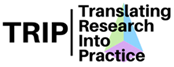 TRIP
Translating
Research
Into
Practice